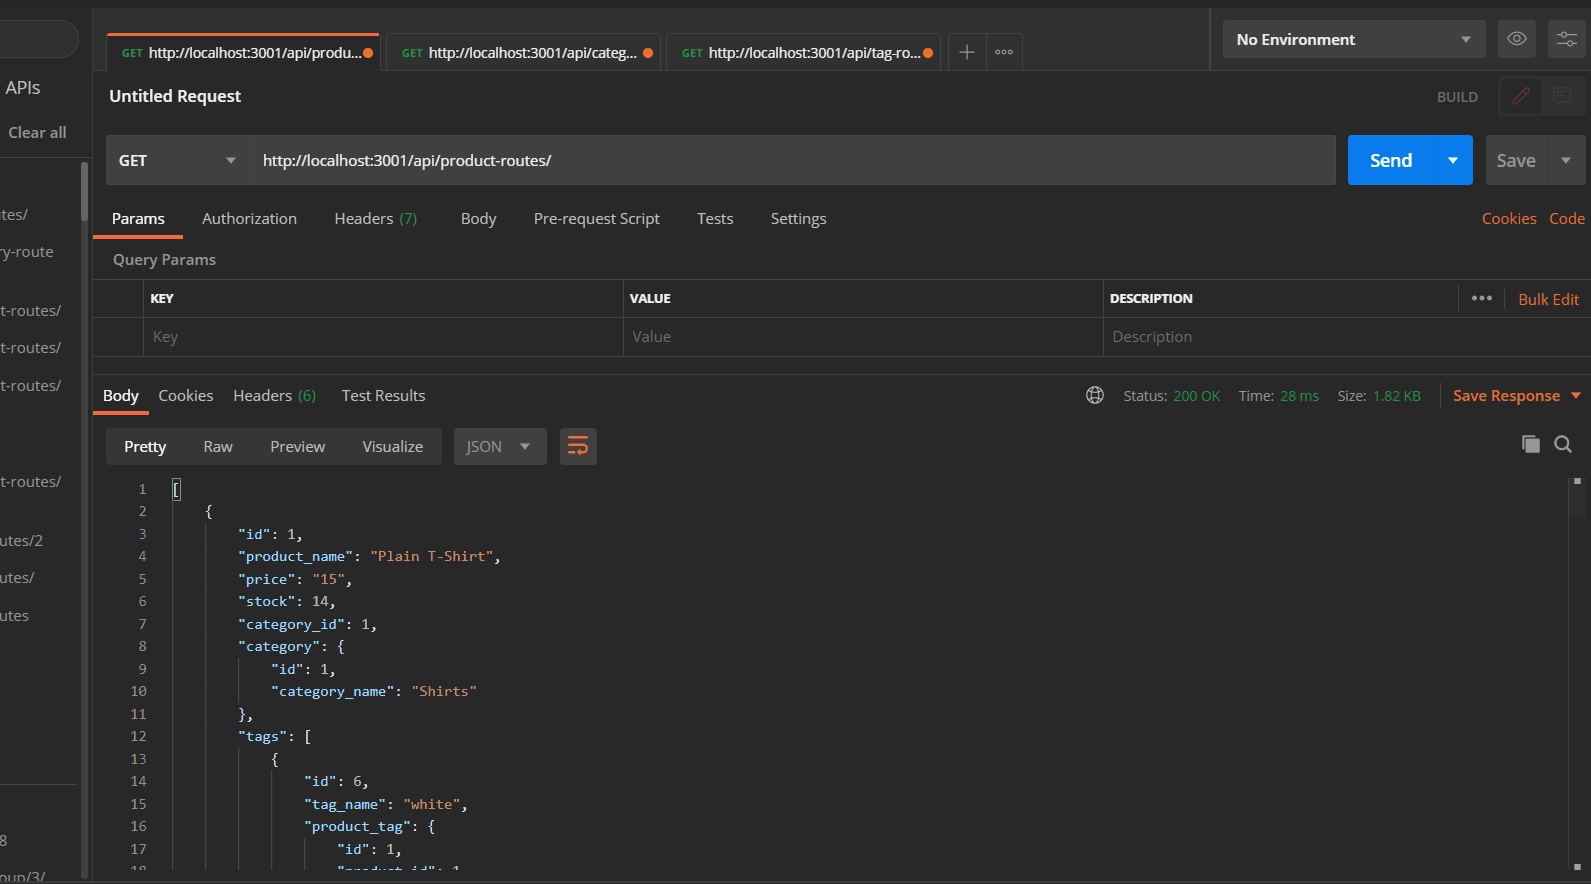 APIs
Clear all
tes/
ry-route
t-routes/
t-routes/
t-routes/
t-routes/
utes/2
utes/
utes
8
oup/3/
GET http://localhost:3001/api/produ...
GET http://localhost:3001/api/categ...
GET http://localhost:3001/api/tag-ro...
No Environment
Untitled Request
BUILD
GET
http://localhost:3001/api/product-routes/
Send
Save
Params
Authorization
Headers (7)
Body
Pre-request Script
Tests
Settings
Cookies
Code
Query Params
KEY
VALUE
DESCRIPTION
Bulk Edit
Key
Value
Description
Body
Cookies
Headers (6)
Test Results
Status: 200 OK
Time: 28 ms
Size: 1.82 KB
Save Response
Pretty
Raw
Preview
Visualize
JSON
1 [
2 {
3 "id": 1,
4 "product_name": "Plain T-Shirt",
5 "price": "15",
6 "stock": 14,
7 "category_id": 1,
8 "category": {
9 "id": 1,
10 "category_name": "Shirts"
11 },
12 "tags": [
13 {
14 "id": 6,
15 "tag_name": "white",
16 "product_tag": {
17 "id": 1,
18 "product_id": 1